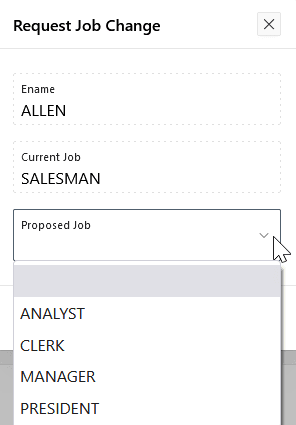 Request Job Change
Ename
ALLEN
Current Job
SALESMAN
Proposed Job
ANALYST
CLERK
MANAGER
PRESIDENT